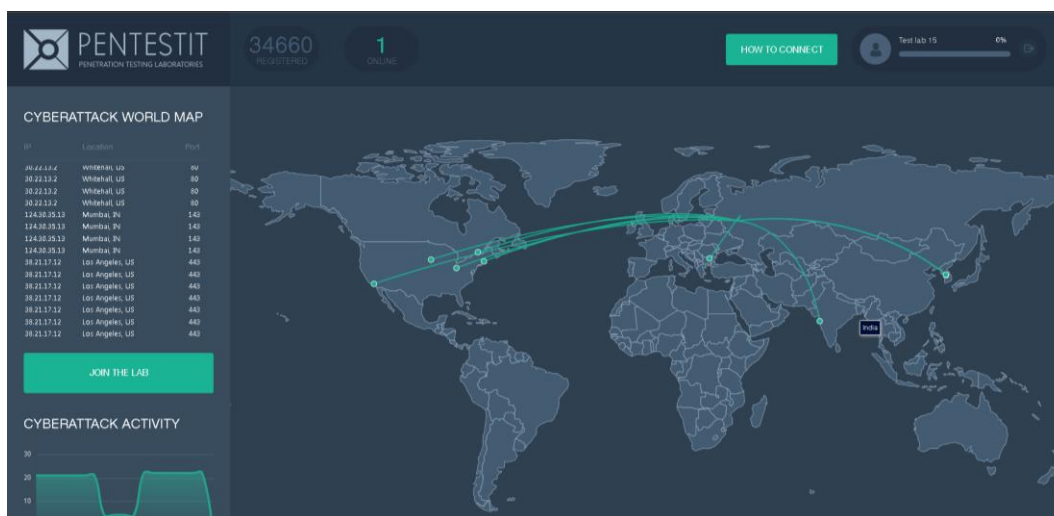 PENTESTIT
PENETRATION TESTING LABORATORIES
34660
REGISTERED
1
ONLINE
HOW TO CONNECT
Test lab 15 0%
CYBERATTACK WORLD MAP
IP Location Port
30.22.13.2 Whitehall, US 80
30.22.13.2 Whitehall, US 80
30.22.13.2 Whitehall, US 80
30.22.13.2 Whitehall, US 80
124.30.35.13 Mumbai, IN 143
124.30.35.13 Mumbai, IN 143
124.30.35.13 Mumbai, IN 143
124.30.35.13 Mumbai, IN 143
38.21.17.12 Los Angeles, US 443
38.21.17.12 Los Angeles, US 443
38.21.17.12 Los Angeles, US 443
38.21.17.12 Los Angeles, US 443
38.21.17.12 Los Angeles, US 443
38.21.17.12 Los Angeles, US 443
38.21.17.12 Los Angeles, US 443
India
JOIN THE LAB
CYBERATTACK ACTIVITY
30
20
10